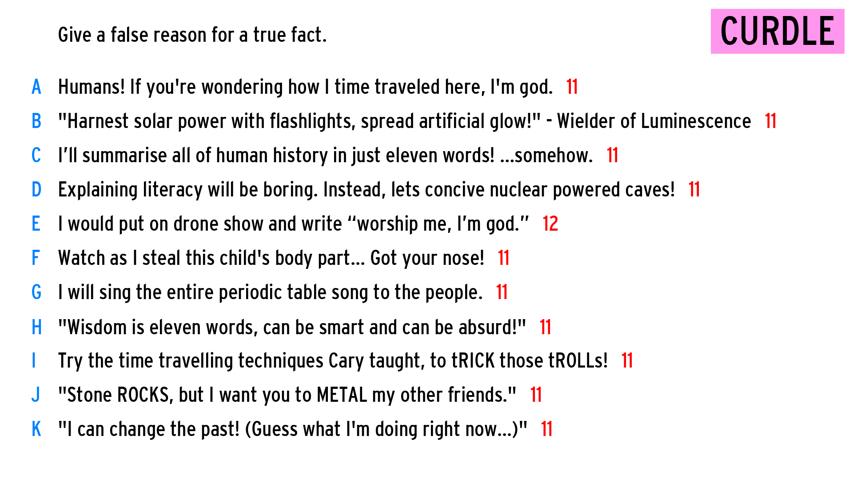 CURDLE
Give a false reason for a true fact.
A Humans! If you're wondering how I time traveled here, I'm god. 11
B "Harnest solar power with flashlights, spread artificial glow!" - Wielder of Luminescence 11
C I’ll summarise all of human history in just eleven words! ...somehow. 11
D Explaining literacy will be boring. Instead, lets concive nuclear powered caves! 11
E I would put on drone show and write “worship me, I’m god.” 12
F Watch as I steal this child's body part... Got your nose! 11
G I will sing the entire periodic table song to the people. 11
H "Wisdom is eleven words, can be smart and can be absurd!" 11
I Try the time travelling techniques Cary taught, to tRICK those tROLLs! 11
J "Stone ROCKS, but I want you to METAL my other friends." 11
K "I can change the past! (Guess what I'm doing right now...)" 11